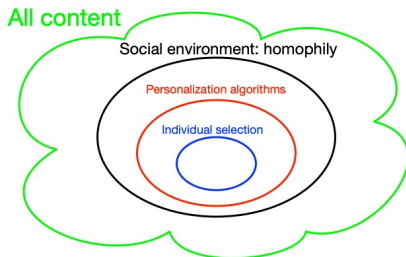 All content
Social environment: homophily
Personalization algorithms
Individual selection